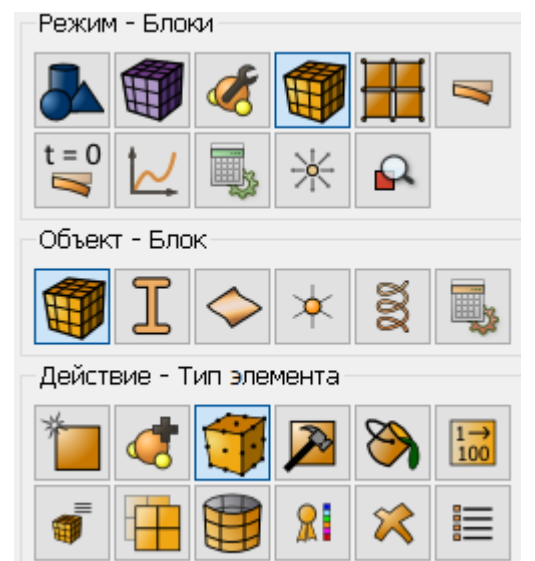 Режим - Блоки
t = 0
Объект - Блок
Действие - Тип элемента
1→
100